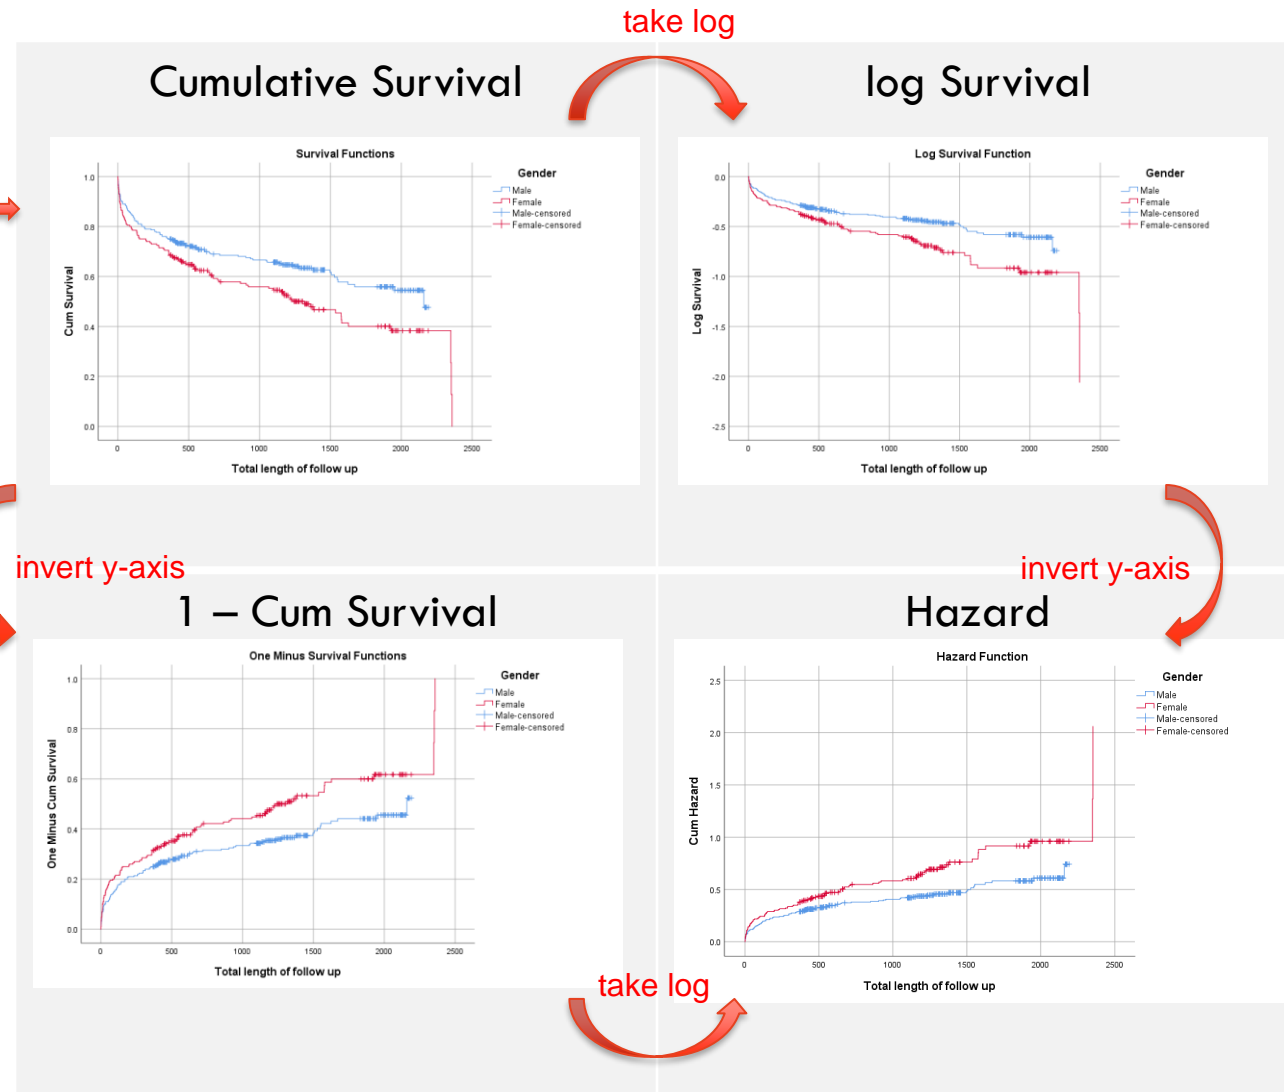 take log
Cumulative Survival
log Survival
Survival Functions
1.0
0.8
0.6
0.4
0.2
0.0
Cum Survival
0
500
1000
1500
2000
2500
Total length of follow up
Gender
Male
Female
Male-censored
Female-censored
Log Survival Function
0.0
-0.5
-1.0
-1.5
-2.0
-2.5
Log Survival
0
500
1000
1500
2000
2500
Total length of follow up
Gender
Male
Female
Male-censored
Female-censored
invert y-axis
invert y-axis
1 – Cum Survival
Hazard
One Minus Survival Functions
1.0
0.8
0.6
0.4
0.2
0.0
One Minus Cum Survival
0
500
1000
1500
2000
2500
Total length of follow up
Gender
Male
Female
Male-censored
Female-censored
Hazard Function
2.5
2.0
1.5
1.0
0.5
0.0
Cum Hazard
0
500
1000
1500
2000
2500
Total length of follow up
Gender
Male
Female
Male-censored
Female-censored
take log